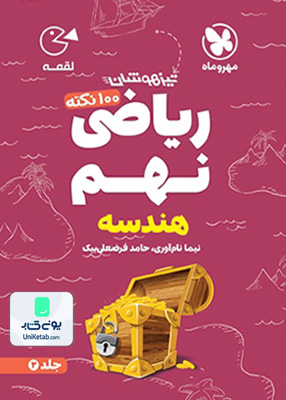 مهروماه
لقمه
تیزهوشان
۱۰۰ نکته
ریاضی
نهم
هندسه
نیما نام‌آوری، حامد فرضعلی‌بیک
یونی کتاب
UniKetab.com
جلد ۲